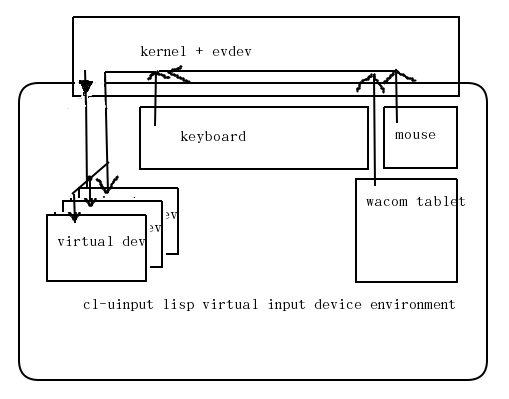 kernel + evdev
keyboard
mouse
wacom tablet
ev
ev
virtual dev
cl-uinput lisp virtual input device environment